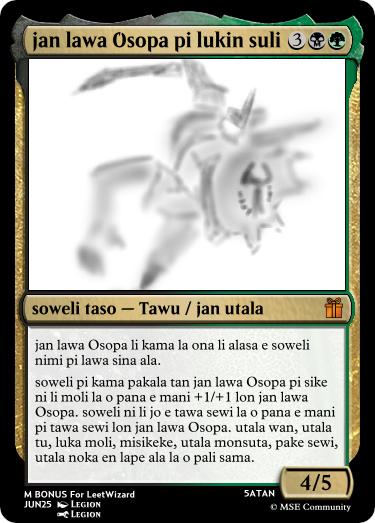 jan lawa Osopa pi lukin suli 3
soweli taso — Tawu / jan utala
jan lawa Osopa li kama la ona li alasa e soweli
nimi pi lawa sina ala.
soweli pi kama pakala tan jan lawa Osopa pi sike
ni li moli la o pana e mani +1/+1 lon jan lawa
Osopa. soweli ni li jo e tawa sewi la o pana e mani
pi tawa sewi lon jan lawa Osopa. utala wan, utala
tu, luka moli, misikeke, utala monsuta, pake sewi,
utala noka en lape ala la o pali sama.
4/5
M BONUS For LeetWizard 5ATAN
JUN25 Legion © MSE Community
Legion